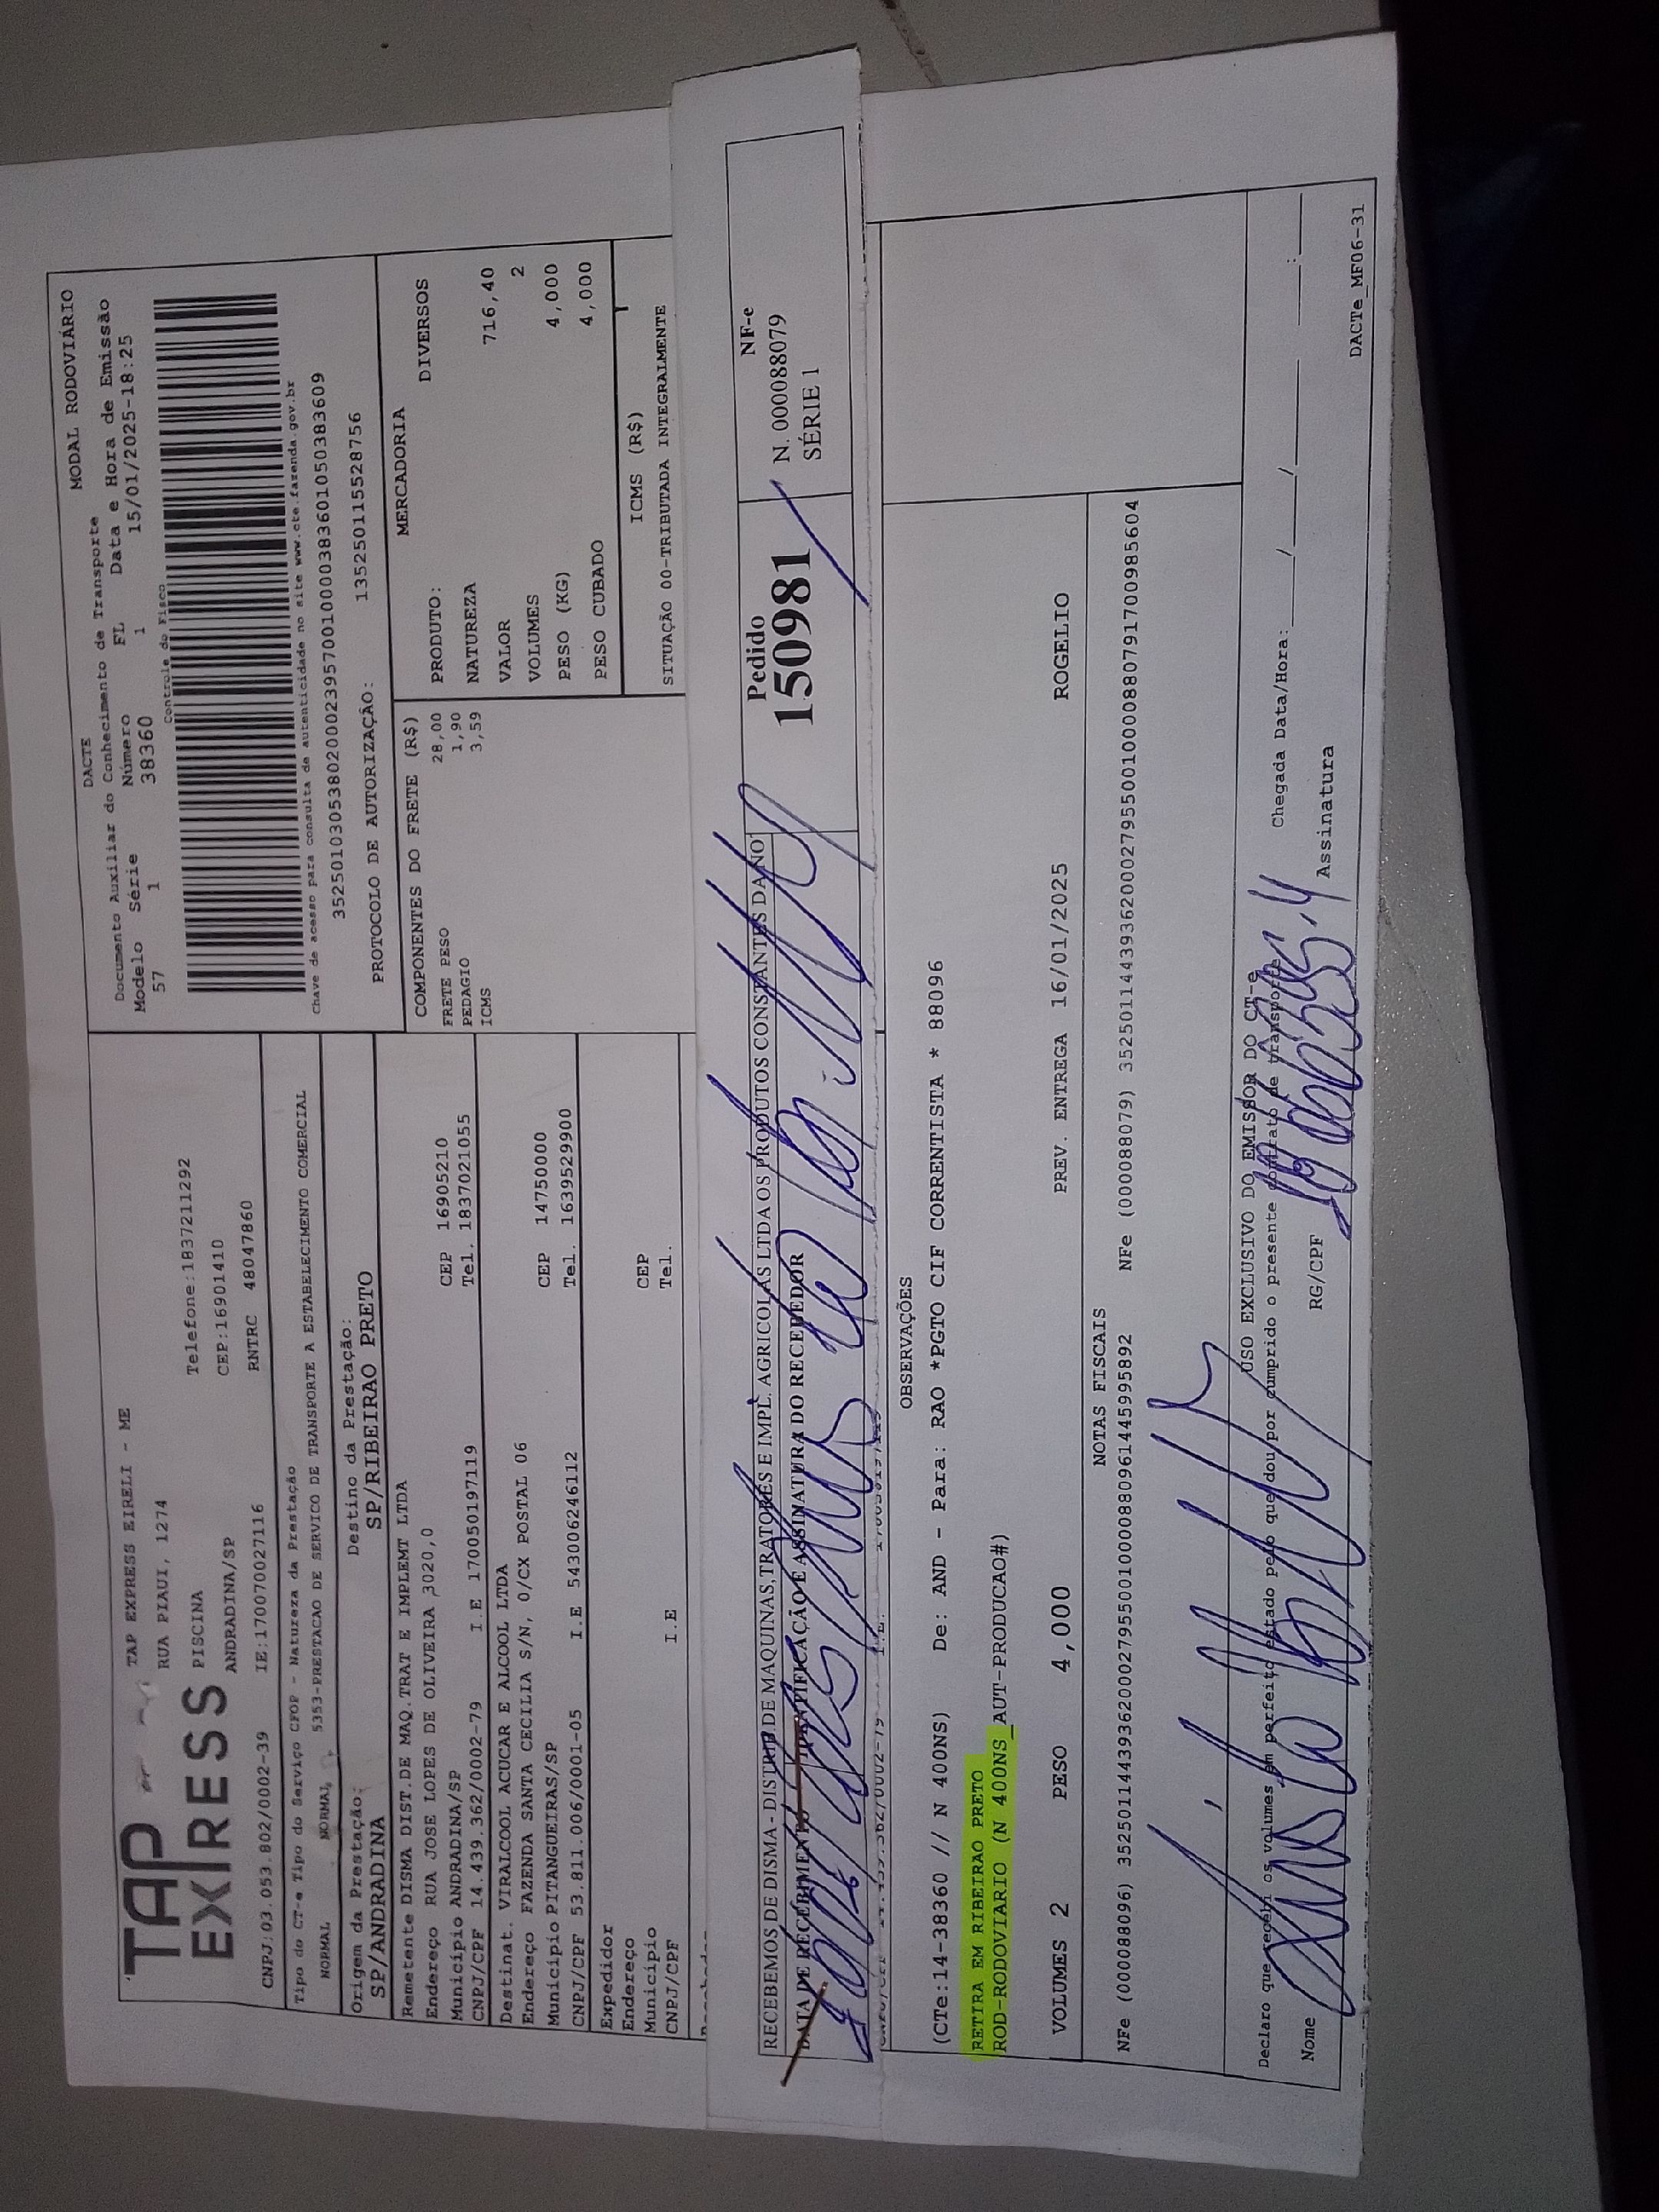 TAP EXPRESS
TAP EXPRESS EIRELI - ME
RUA PIAUI, 1274
PISCINA
Telefone:1837211292
ANDRADINA/SP
CEP:16901410
CNPJ:03.053.802/0002-39 IE:170070027116 RNTRC 48047860
Tipo do CT-e Tipo do Serviço CFOP - Natureza da Prestação
NORMAL NORMAL 5353-PRESTACAO DE SERVICO DE TRANSPORTE A ESTABELECIMENTO COMERCIAL
Origem da Prestação: Destino da Prestação:
SP/ANDRADINA SP/RIBEIRAO PRETO
Remetente DISMA DIST.DE MAQ.TRAT E IMPLEMT LTDA
Endereço RUA JOSE LOPES DE OLIVEIRA ,3020,0 CEP 16905210
Município ANDRADINA/SP Tel. 1837021055
CNPJ/CPF 14.439.362/0002-79 I.E 170050197119
Destinat. VIRALCOOL ACUCAR E ALCOOL LTDA
Endereço FAZENDA SANTA CECILIA S/N, 0/CX POSTAL 06 CEP 14750000
Município PITANGUEIRAS/SP Tel. 1639529900
CNPJ/CPF 53.811.006/0001-05 I.E 543006246112
Expedidor
Endereço CEP
Município Tel.
CNPJ/CPF I.E
DACTE MODAL RODOVIÁRIO
Documento Auxiliar do Conhecimento de Transporte
Modelo Série Número FL Data e Hora de Emissão
57 1 38360 1 15/01/2025-18:25
Controle do Fisco
Chave de acesso para consulta de autenticidade no site www.cte.fazenda.gov.br
35250103053802000239570010000383601050383609
PROTOCOLO DE AUTORIZAÇÃO: 135250115528756
COMPONENTES DO FRETE (R$)
FRETE PESO 28,00
PEDAGIO 1,90
ICMS 3,59
MERCADORIA
PRODUTO: DIVERSOS
NATUREZA
VALOR 716,40
VOLUMES 2
PESO (KG) 4,000
PESO CUBADO 4,000
ICMS (R$)
SITUAÇÃO 00-TRIBUTADA INTEGRALMENTE
RECEBEMOS DE DISMA - DISTRIB.DE MAQUINAS,TRATORES E IMPL. AGRICOLAS LTDA OS PRODUTOS CONSTANTES DA NO
DATA DE RECEBIMENTO IDENTIFICAÇÃO E ASSINATURA DO RECEBEDOR
Pedido
150981
NF-e
N. 000088079
SÉRIE 1
OBSERVAÇÕES
(CTe:14-38360 // N 400NS) De: AND - Para: RAO *PGTO CIF CORRENTISTA * 88096
RETIRA EM RIBEIRAO PRETO
ROD-RODOVIARIO (N 400NS_AUT-PRODUCAO#)
VOLUMES 2 PESO 4,000 PREV. ENTREGA 16/01/2025 ROGELIO
NOTAS FISCAIS
NFe (000088096) 35250114439362000279550010000880961445995892 NFe (000088079) 35250114439362000279550010000880791700985604
USO EXCLUSIVO DO EMISSOR DO CT-e
Declaro que recebi os volumes em perfeito estado pelo que dou por cumprido o presente contrato de transporte Chegada Data/Hora: / / :
Nome RG/CPF Assinatura
DACTe_MF06-31